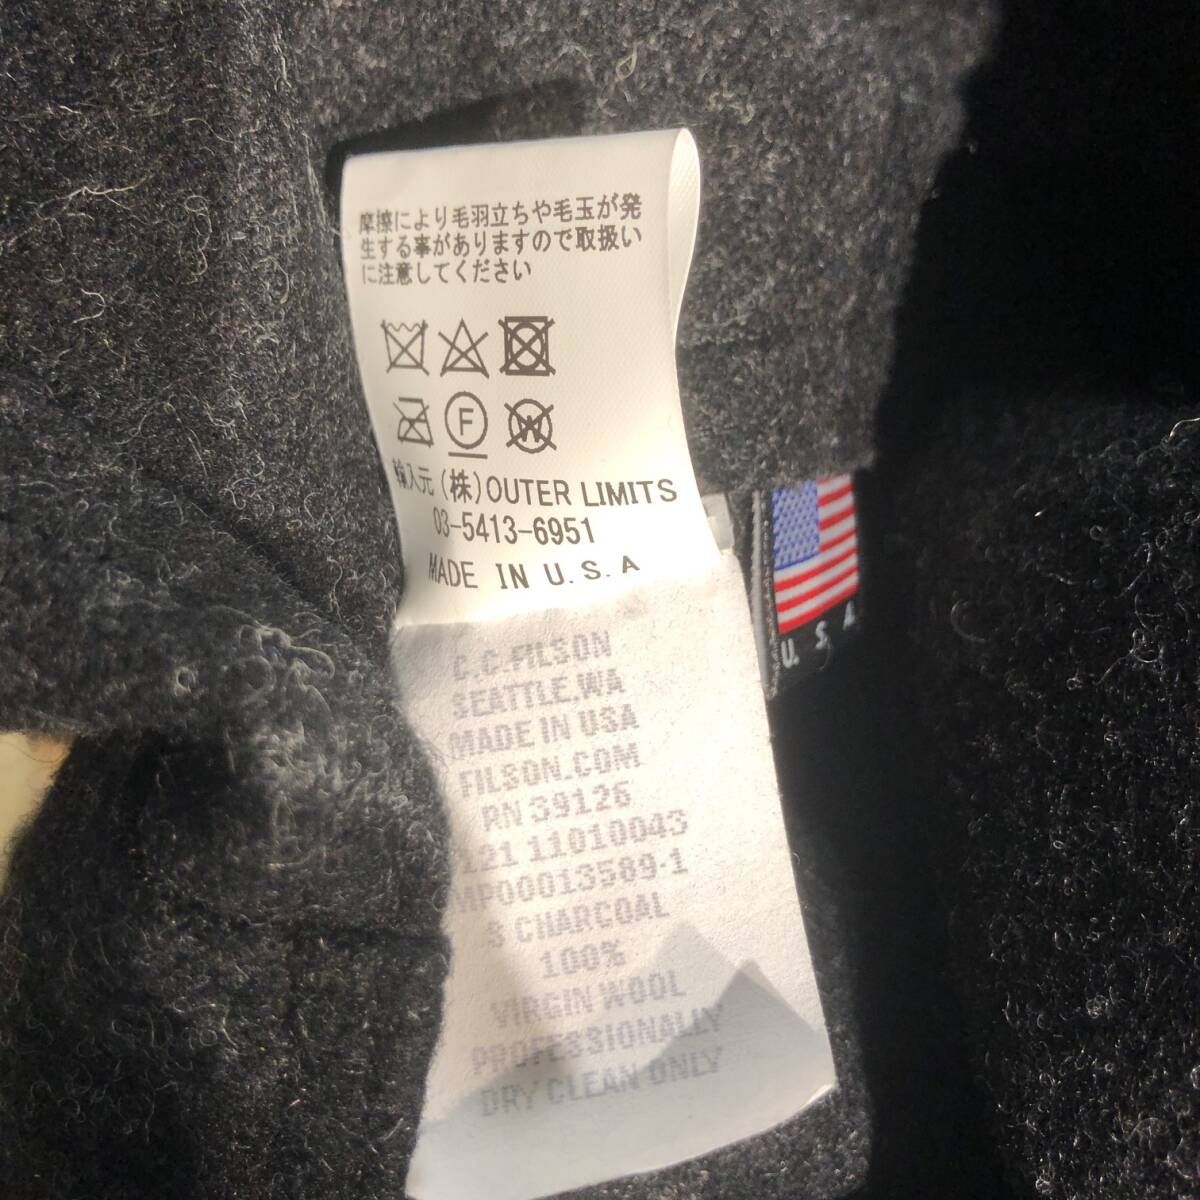 摩擦により毛羽立ちや毛玉が発
生する事がありますので取扱い
に注意してください
F
W
輸入元 (株)OUTER LIMITS
03-5413-6951
MADE IN U.S.A
U.S.A
C.C.FILSON
SEATTLE,WA
MADE IN USA
FILSON.COM
RN 39126
121 11010043
MP00013589-1
S CHARCOAL
100%
VIRGIN WOOL
PROFESSIONALLY
DRY CLEAN ONLY